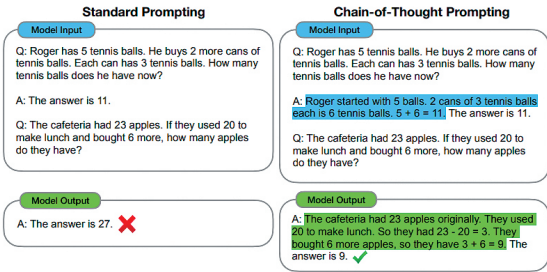 Standard Prompting
Model Input
Q: Roger has 5 tennis balls. He buys 2 more cans of
tennis balls. Each can has 3 tennis balls. How many
tennis balls does he have now?
A: The answer is 11.
Q: The cafeteria had 23 apples. If they used 20 to
make lunch and bought 6 more, how many apples
do they have?
Model Output
A: The answer is 27.
Chain-of-Thought Prompting
Model Input
Q: Roger has 5 tennis balls. He buys 2 more cans of
tennis balls. Each can has 3 tennis balls. How many
tennis balls does he have now?
A: Roger started with 5 balls. 2 cans of 3 tennis balls
each is 6 tennis balls. 5 + 6 = 11. The answer is 11.
Q: The cafeteria had 23 apples. If they used 20 to
make lunch and bought 6 more, how many apples
do they have?
Model Output
A: The cafeteria had 23 apples originally. They used
20 to make lunch. So they had 23 - 20 = 3. They
bought 6 more apples, so they have 3 + 6 = 9. The
answer is 9.